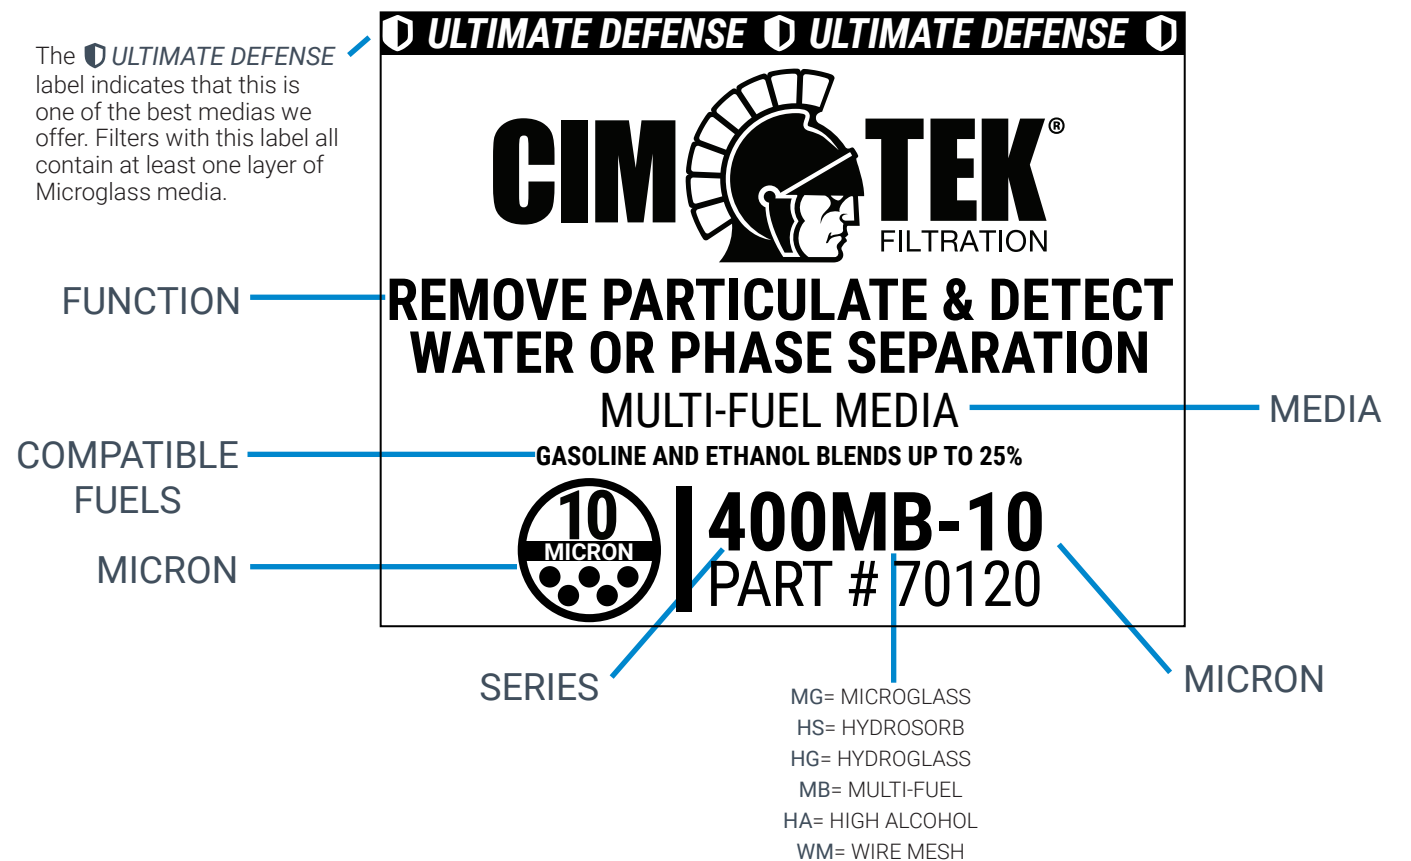 ULTIMATE DEFENSE ULTIMATE DEFENSE
The ULTIMATE DEFENSE
label indicates that this is
one of the best medias we
offer. Filters with this label all
contain at least one layer of
Microglass media.
CIM TEK®
FILTRATION
FUNCTION
REMOVE PARTICULATE & DETECT
WATER OR PHASE SEPARATION
MULTI-FUEL MEDIA
MEDIA
COMPATIBLE
FUELS
GASOLINE AND ETHANOL BLENDS UP TO 25%
MICRON
10
MICRON
400MB-10
PART # 70120
SERIES
MICRON
MG= MICROGLASS
HS= HYDROSORB
HG= HYDROGLASS
MB= MULTI-FUEL
HA= HIGH ALCOHOL
WM= WIRE MESH